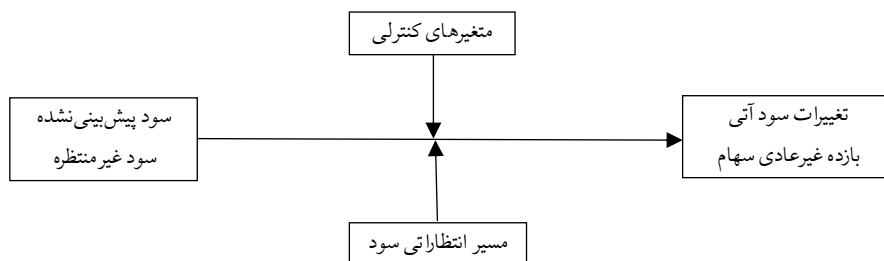 متغیرهای کنترلی
سود پیش‌بینی‌نشده
سود غیرمنتظره
تغییرات سود آتی
بازده غیرعادی سهام
مسیر انتظاراتی سود